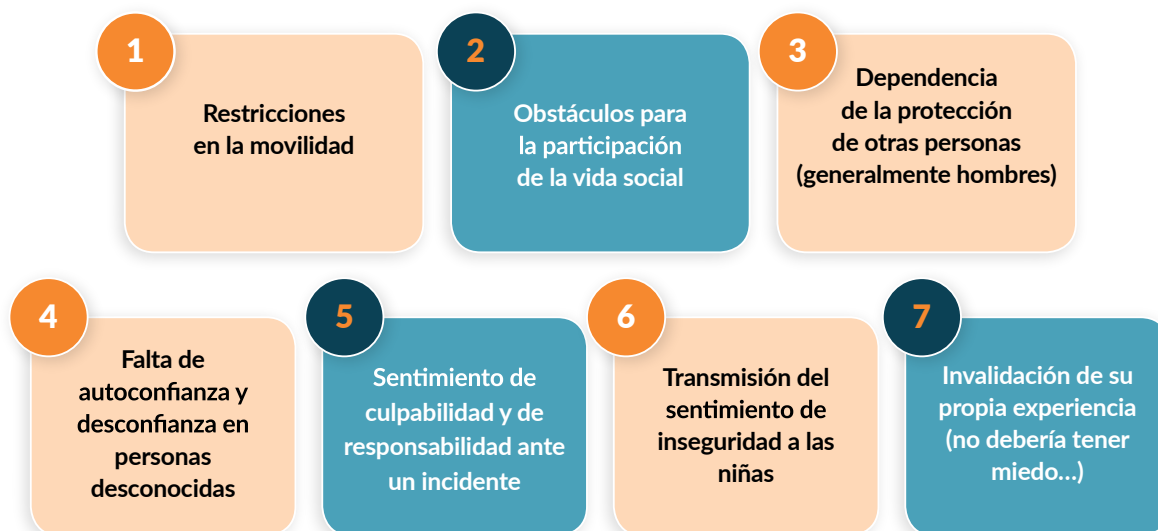 1
Restricciones
en la movilidad
2
Obstáculos para
la participación
de la vida social
3
Dependencia
de la protección
de otras personas
(generalmente hombres)
4
Falta de
autoconfianza y
desconfianza en
personas
desconocidas
5
Sentimiento de
culpabilidad y de
responsabilidad ante
un incidente
6
Transmisión del
sentimiento de
inseguridad a las
niñas
7
Invalidación de su
propia experiencia
(no debería tener
miedo...)